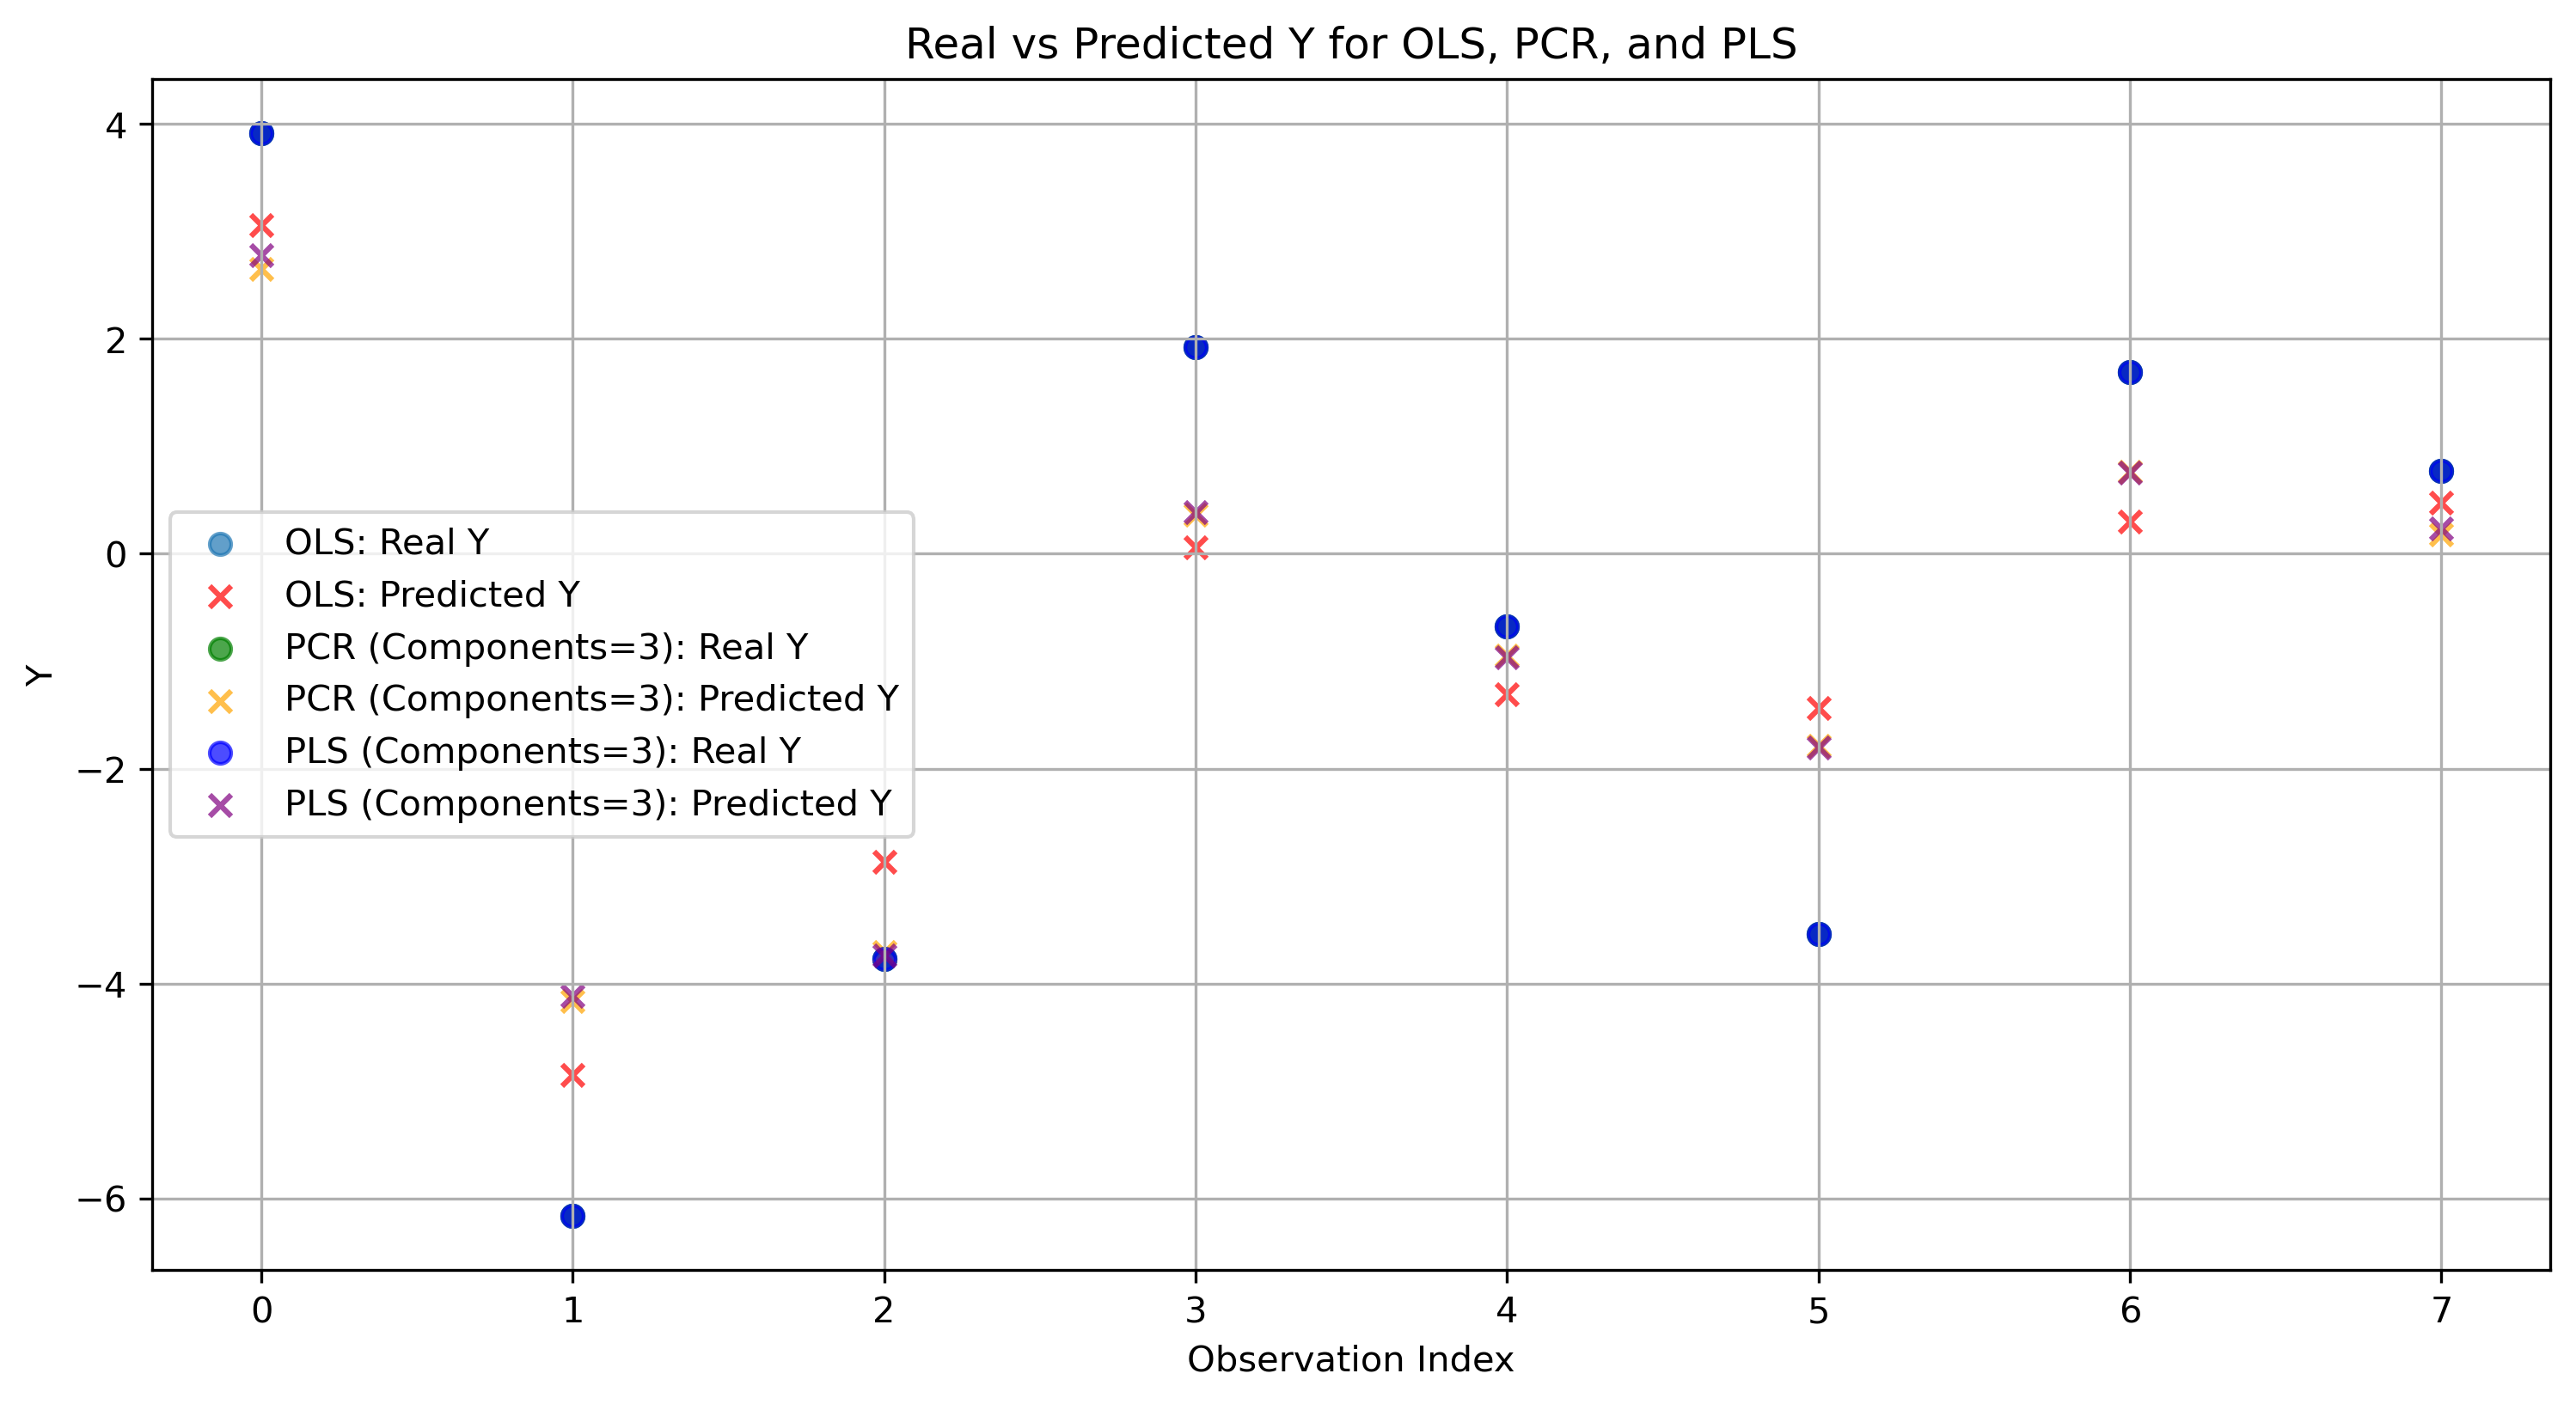 Real vs Predicted Y for OLS, PCR, and PLS
4
2
0
−2
−4
−6
Y
OLS: Real Y
OLS: Predicted Y
PCR (Components=3): Real Y
PCR (Components=3): Predicted Y
PLS (Components=3): Real Y
PLS (Components=3): Predicted Y
0 1 2 3 4 5 6 7
Observation Index